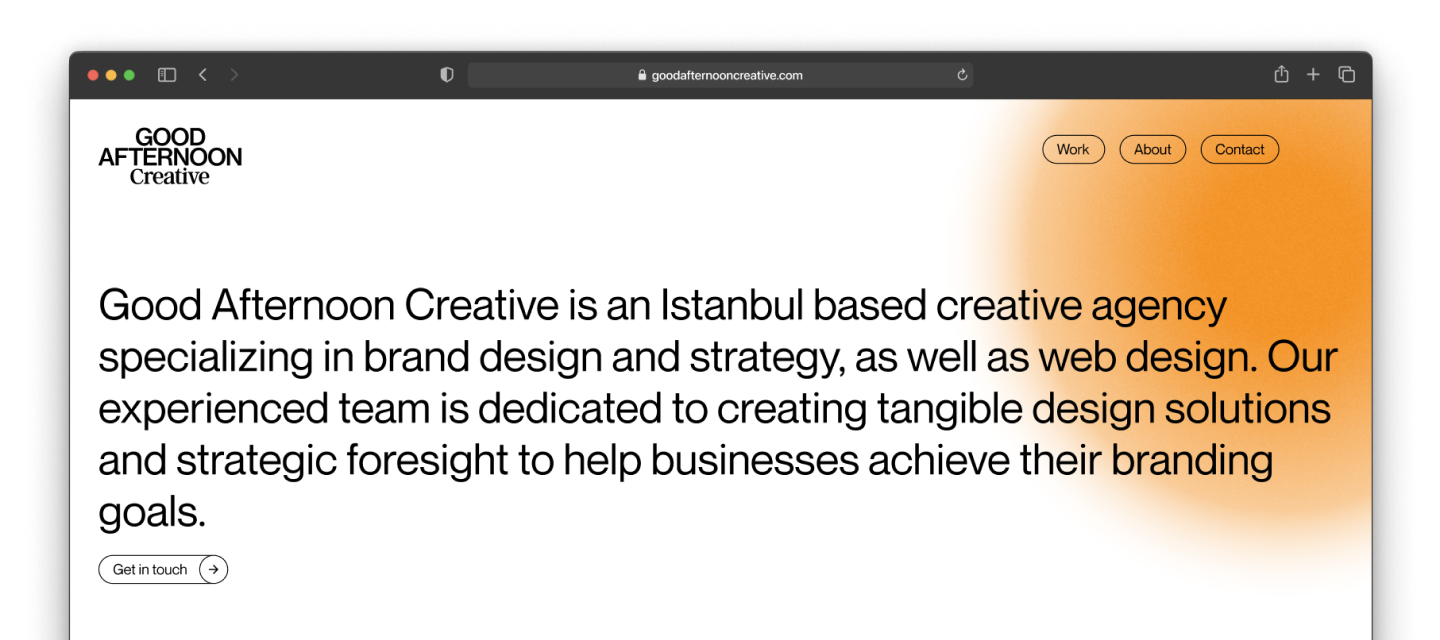 goodafternooncreative.com
GOOD
AFTERNOON
Creative
Work
About
Contact
Good Afternoon Creative is an Istanbul based creative agency
specializing in brand design and strategy, as well as web design. Our
experienced team is dedicated to creating tangible design solutions
and strategic foresight to help businesses achieve their branding
goals.
Get in touch